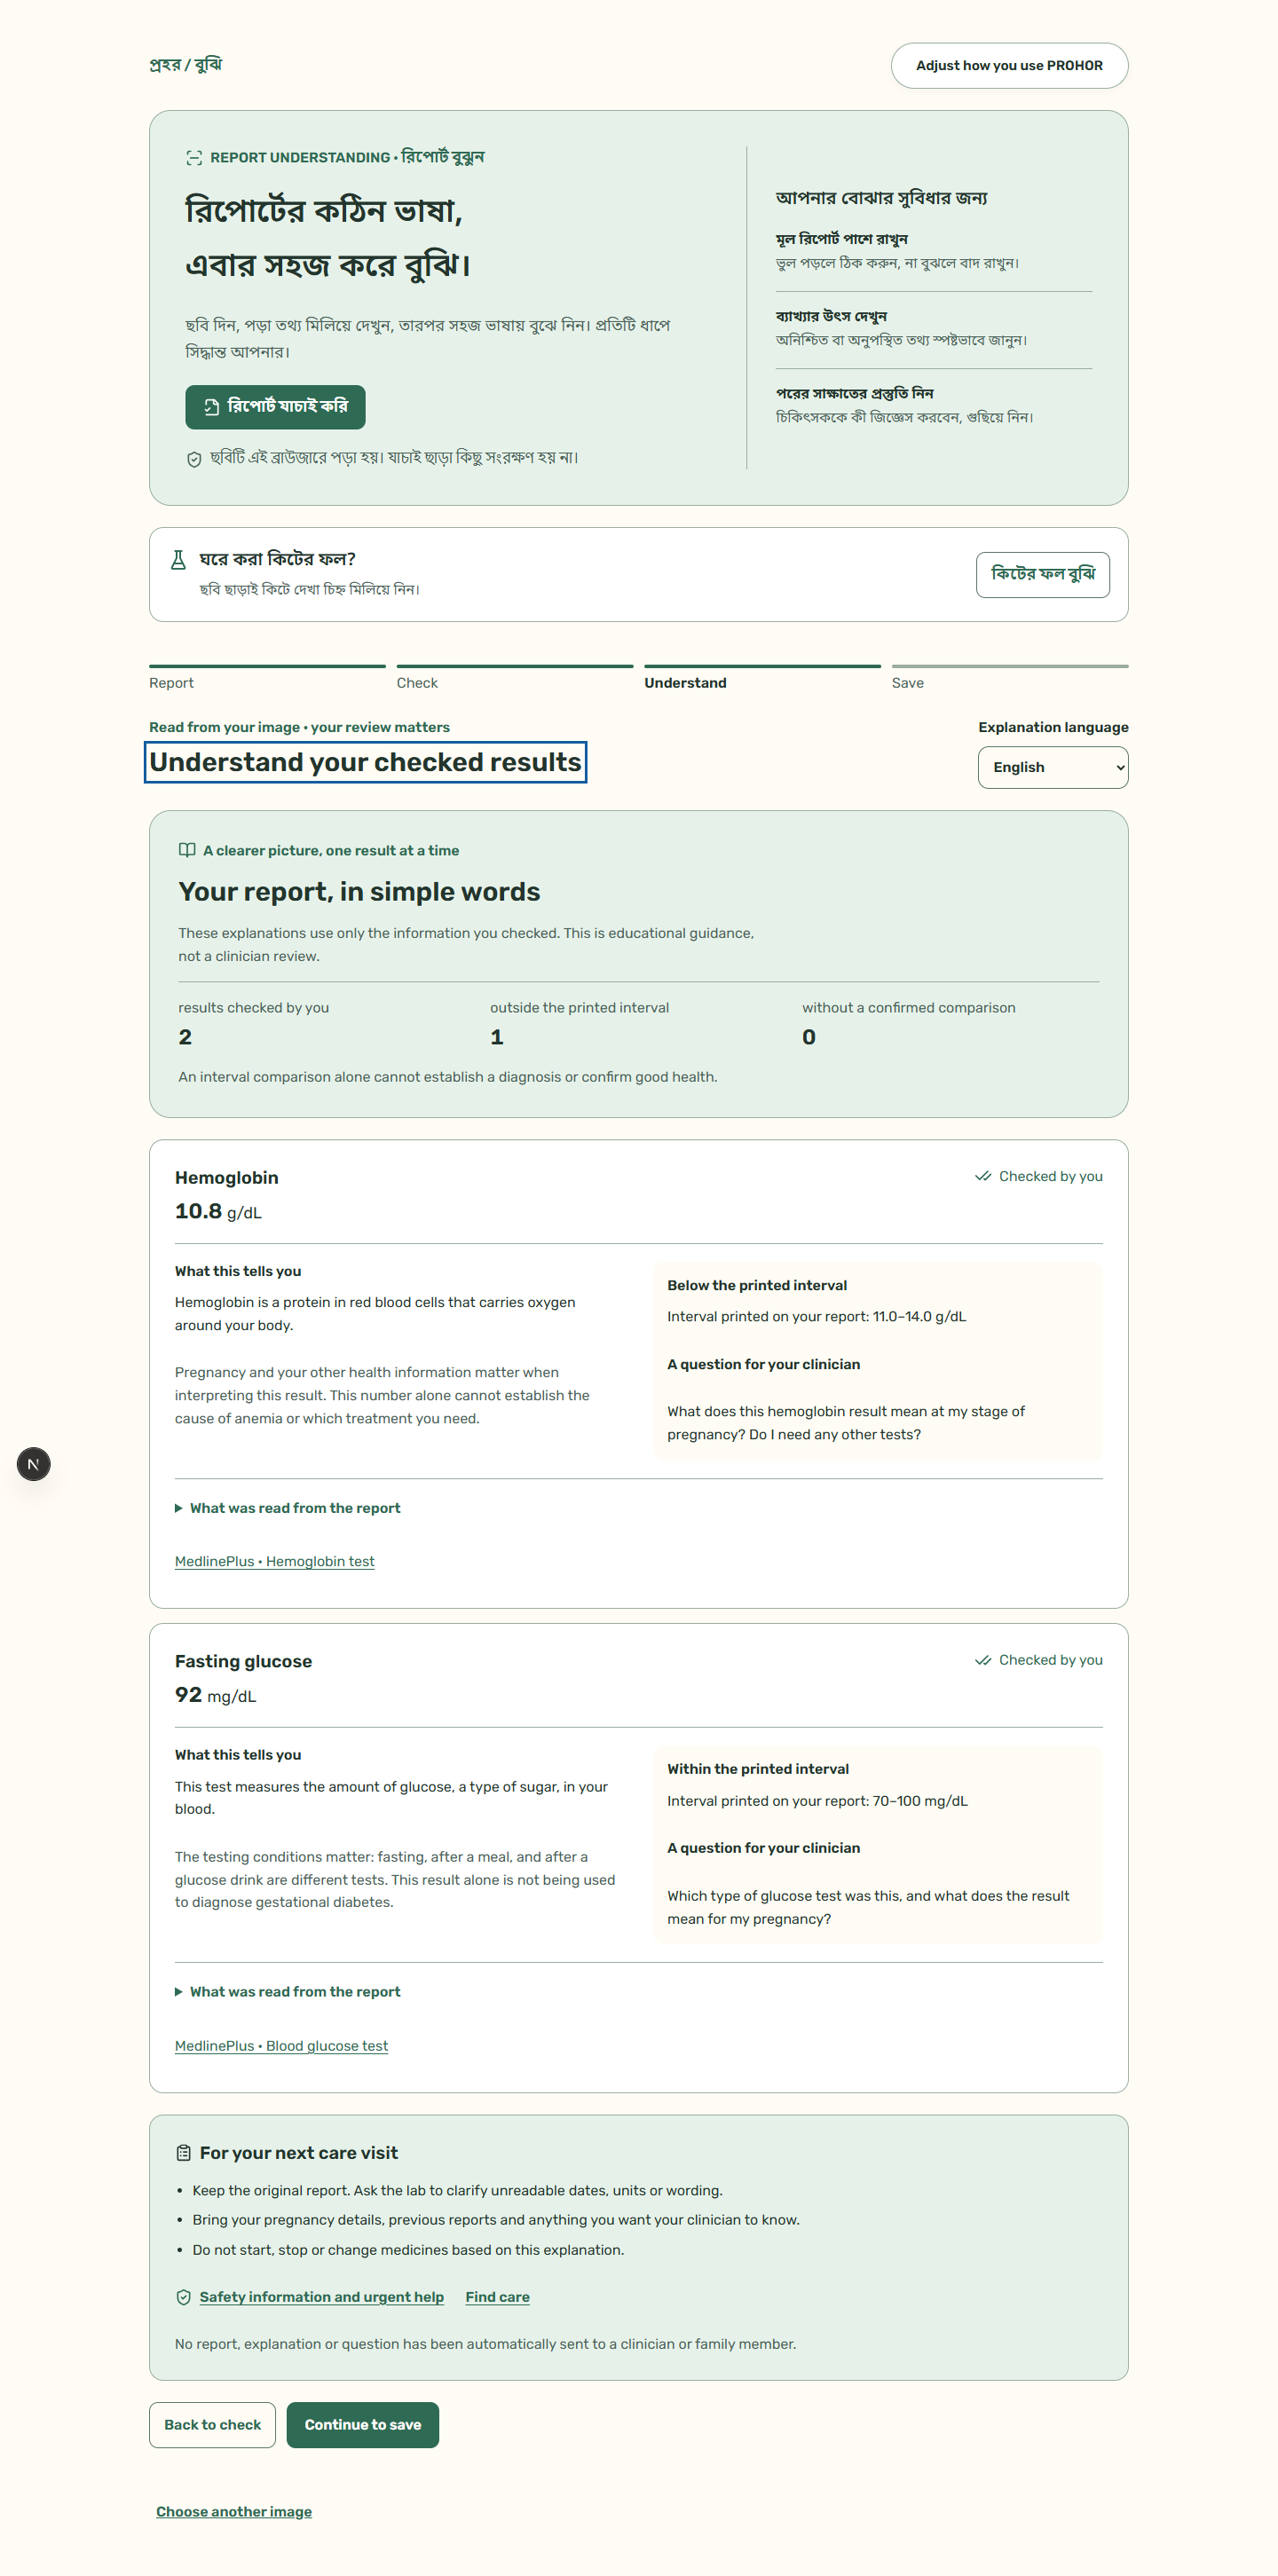 প্রহর / বুঝি
Adjust how you use PROHOR
REPORT UNDERSTANDING • রিপোর্ট বুঝুন
রিপোর্টের কঠিন ভাষা,
এবার সহজ করে বুঝি।
ছবি দিন, পড়া তথ্য মিলিয়ে দেখুন, তারপর সহজ ভাষায় বুঝে নিন। প্রতিটি ধাপে
সিদ্ধান্ত আপনার।
রিপোর্ট যাচাই করি
ছবিটি এই ব্রাউজারে পড়া হয়। যাচাই ছাড়া কিছু সংরক্ষণ হয় না।
আপনার বোঝার সুবিধার জন্য
মূল রিপোর্ট পাশে রাখুন
ভুল পড়লে ঠিক করুন, না বুঝলে বাদ রাখুন।
ব্যাখ্যার উৎস দেখুন
অনিশ্চিত বা অনুপস্থিত তথ্য স্পষ্টভাবে জানুন।
পরের সাক্ষাতের প্রস্তুতি নিন
চিকিৎসককে কী জিজ্ঞেস করবেন, গুছিয়ে নিন।
ঘরে করা কিটের ফল?
ছবি ছাড়াই কিটে দেখা চিহ্ন মিলিয়ে নিন।
কিটের ফল বুঝি
Report
Check
Understand
Save
Read from your image • your review matters
Understand your checked results
Explanation language
English
A clearer picture, one result at a time
Your report, in simple words
These explanations use only the information you checked. This is educational guidance,
not a clinician review.
results checked by you
2
outside the printed interval
1
without a confirmed comparison
0
An interval comparison alone cannot establish a diagnosis or confirm good health.
Hemoglobin
10.8 g/dL
Checked by you
What this tells you
Hemoglobin is a protein in red blood cells that carries oxygen
around your body.
Pregnancy and your other health information matter when
interpreting this result. This number alone cannot establish the
cause of anemia or which treatment you need.
Below the printed interval
Interval printed on your report: 11.0–14.0 g/dL
A question for your clinician
What does this hemoglobin result mean at my stage of
pregnancy? Do I need any other tests?
What was read from the report
MedlinePlus • Hemoglobin test
Fasting glucose
92 mg/dL
Checked by you
What this tells you
This test measures the amount of glucose, a type of sugar, in your
blood.
The testing conditions matter: fasting, after a meal, and after a
glucose drink are different tests. This result alone is not being used
to diagnose gestational diabetes.
Within the printed interval
Interval printed on your report: 70–100 mg/dL
A question for your clinician
Which type of glucose test was this, and what does the result
mean for my pregnancy?
What was read from the report
MedlinePlus • Blood glucose test
For your next care visit
• Keep the original report. Ask the lab to clarify unreadable dates, units or wording.
• Bring your pregnancy details, previous reports and anything you want your clinician to know.
• Do not start, stop or change medicines based on this explanation.
Safety information and urgent help
Find care
No report, explanation or question has been automatically sent to a clinician or family member.
Back to check
Continue to save
Choose another image
N